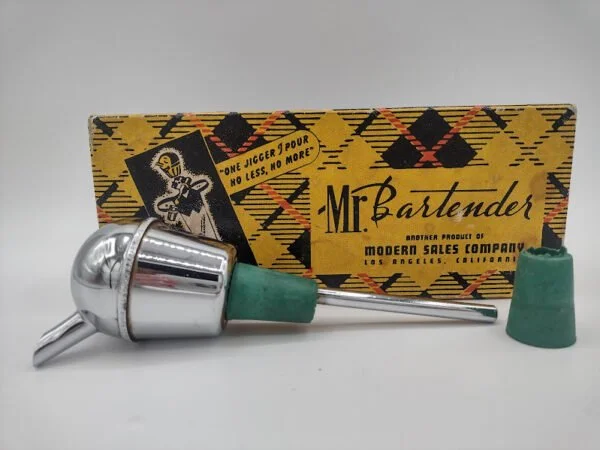 "ONE JIGGER I POUR
NO LESS, NO MORE"
Mr. Bartender
ANOTHER PRODUCT OF
MODERN SALES COMPANY
LOS ANGELES, CALIFORNIA